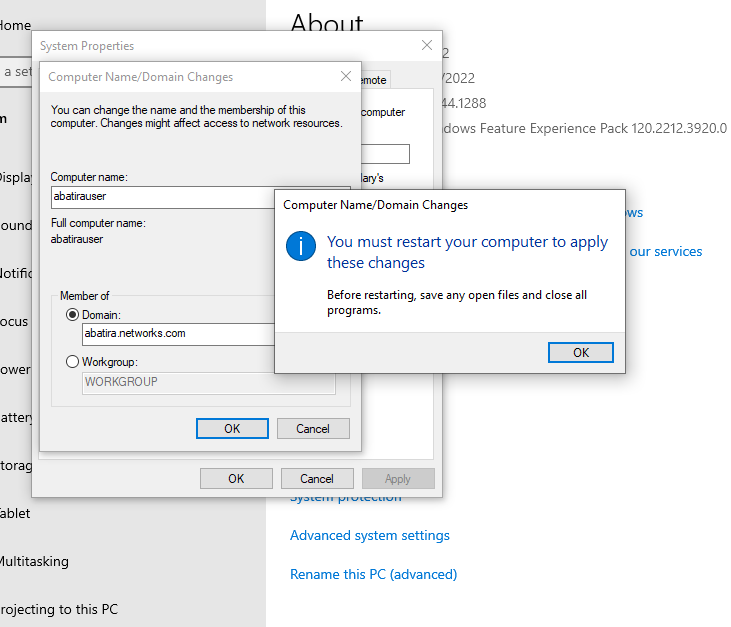 Home
About
System Properties
2
a set
Computer Name/Domain Changes
emote
/2022
You can change the name and the membership of this
computer. Changes might affect access to network resources.
computer
44.1288
dows Feature Experience Pack 120.2212.3920.0
m
Computer name:
abatirauser
ary's
Displa
Full computer name:
abatirauser
ound
Notific
Member of
Domain:
abatira.networks.com
ocus
Workgroup:
WORKGROUP
ower
OK
Cancel
attery
torag
OK
Cancel
Apply
Computer Name/Domain Changes
You must restart your computer to apply
these changes
Before restarting, save any open files and close all
programs.
OK
ows
our services
System protection
ablet
Advanced system settings
Multitasking
Rename this PC (advanced)
rojecting to this PC